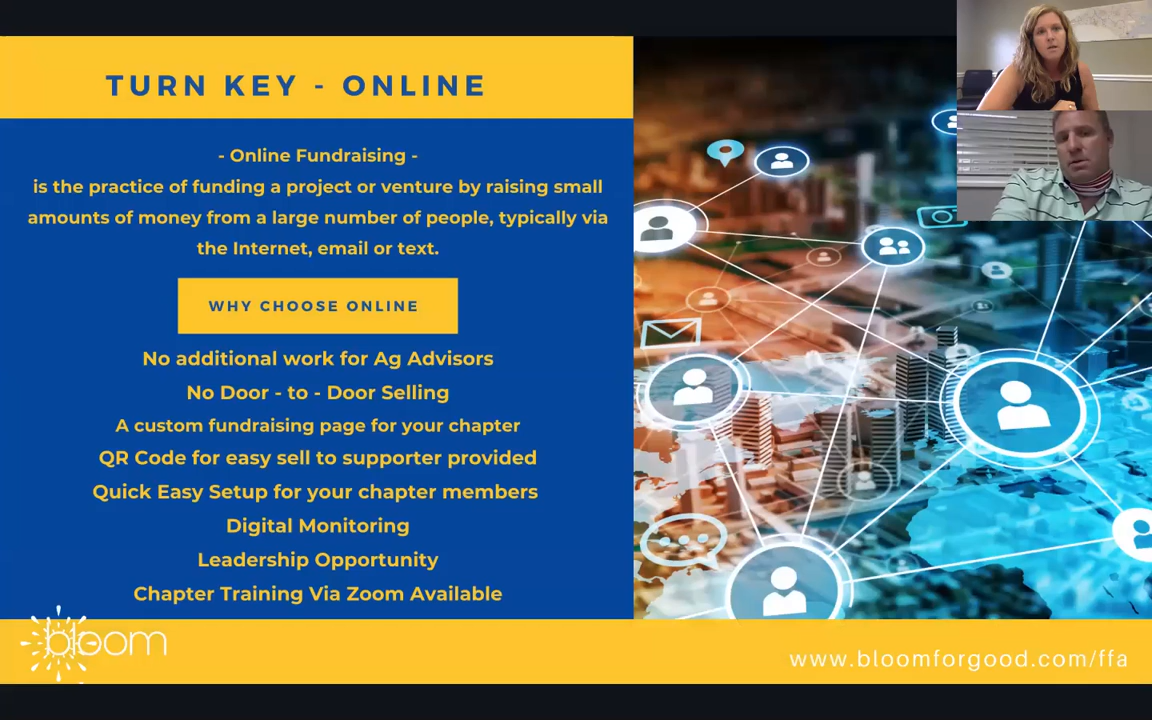 TURN KEY - ONLINE
- Online Fundraising -
is the practice of funding a project or venture by raising small
amounts of money from a large number of people, typically via
the Internet, email or text.
WHY CHOOSE ONLINE
No additional work for Ag Advisors
No Door - to - Door Selling
A custom fundraising page for your chapter
QR Code for easy sell to supporter provided
Quick Easy Setup for your chapter members
Digital Monitoring
Leadership Opportunity
Chapter Training Via Zoom Available
bloom
www.bloomforgood.com/ffa